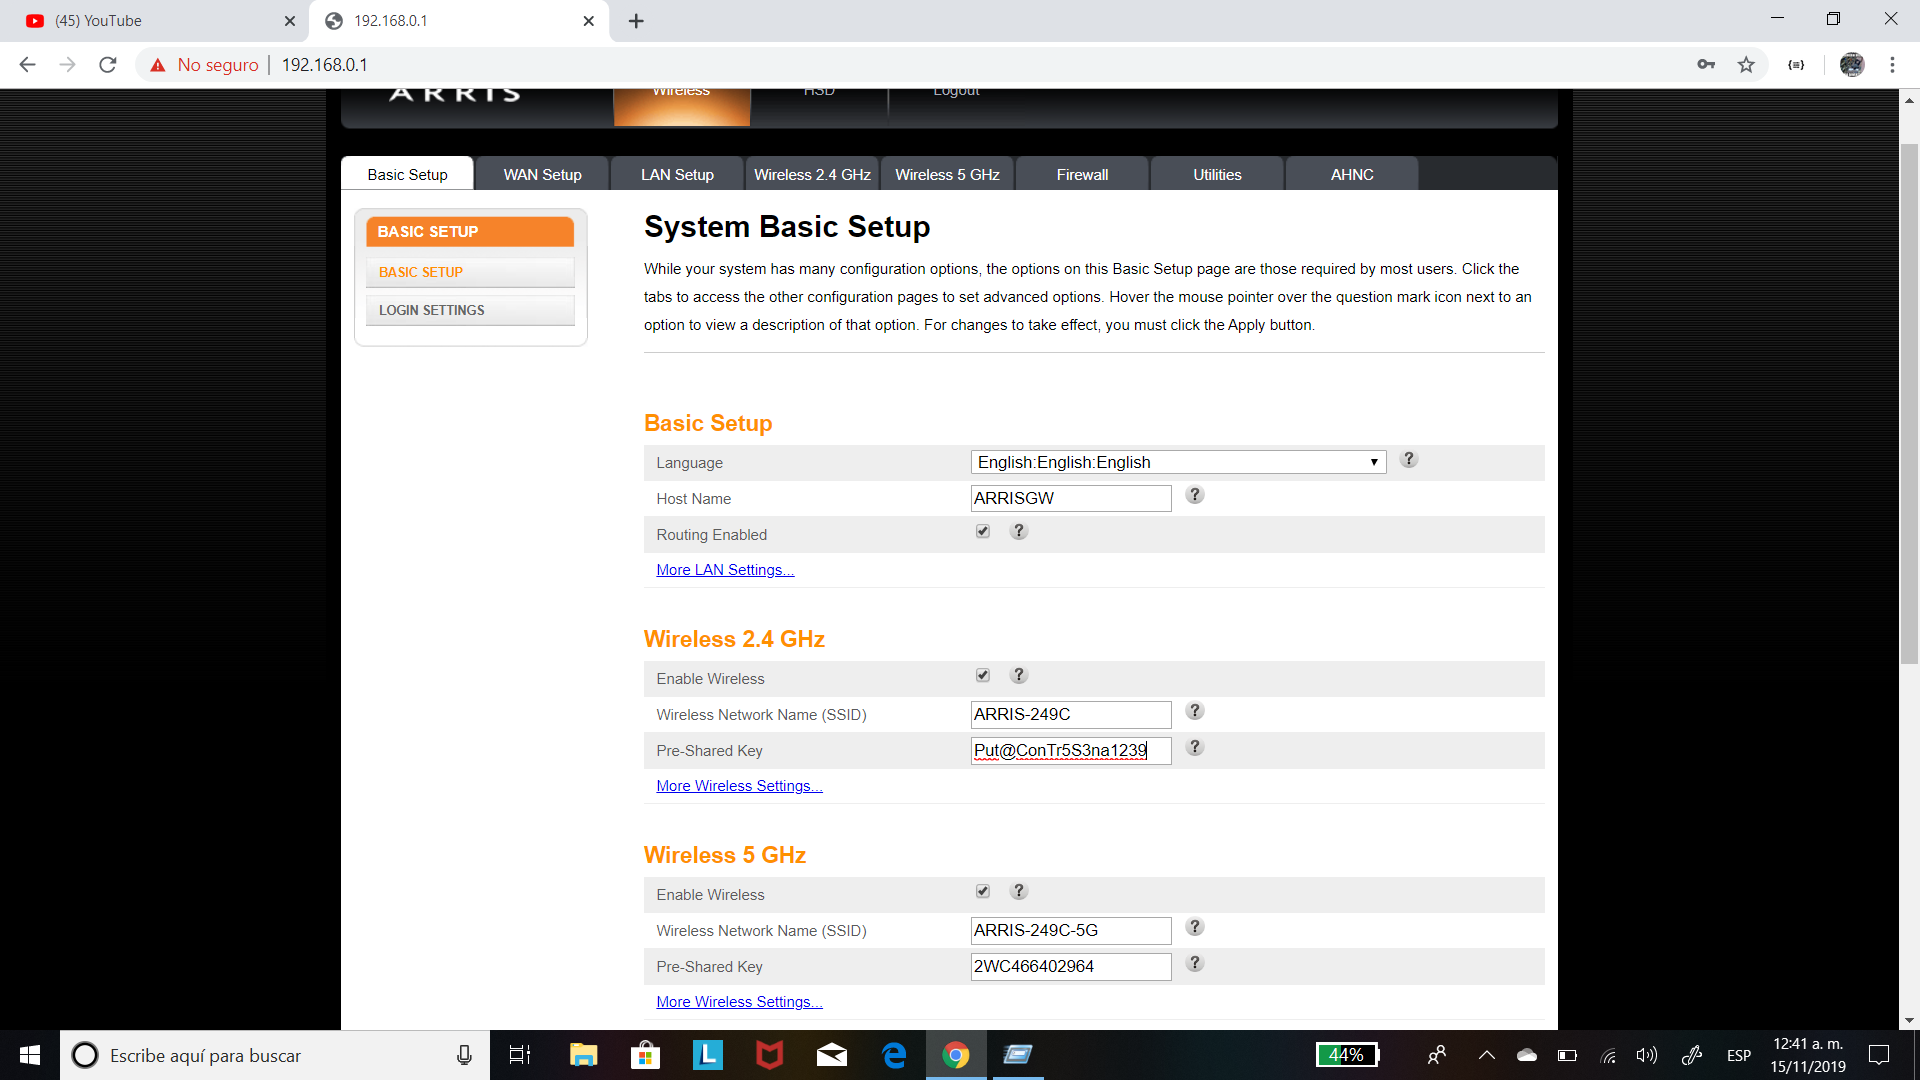 (45) YouTube
192.168.0.1
No seguro
192.168.0.1
ARRIS
Wireless
HSD
Logout
Basic Setup
WAN Setup
LAN Setup
Wireless 2.4 GHz
Wireless 5 GHz
Firewall
Utilities
AHNC
BASIC SETUP
BASIC SETUP
LOGIN SETTINGS
System Basic Setup
While your system has many configuration options, the options on this Basic Setup page are those required by most users. Click the
tabs to access the other configuration pages to set advanced options. Hover the mouse pointer over the question mark icon next to an
option to view a description of that option. For changes to take effect, you must click the Apply button.
Basic Setup
Language English:English:English ?
Host Name ARRISGW ?
Routing Enabled ?
More LAN Settings...
Wireless 2.4 GHz
Enable Wireless ?
Wireless Network Name (SSID) ARRIS-249C ?
Pre-Shared Key Put@ConTr5S3na1239 ?
More Wireless Settings...
Wireless 5 GHz
Enable Wireless ?
Wireless Network Name (SSID) ARRIS-249C-5G ?
Pre-Shared Key 2WC466402964 ?
More Wireless Settings...
Escribe aquí para buscar
L
44%
ESP
12:41 a. m.
15/11/2019